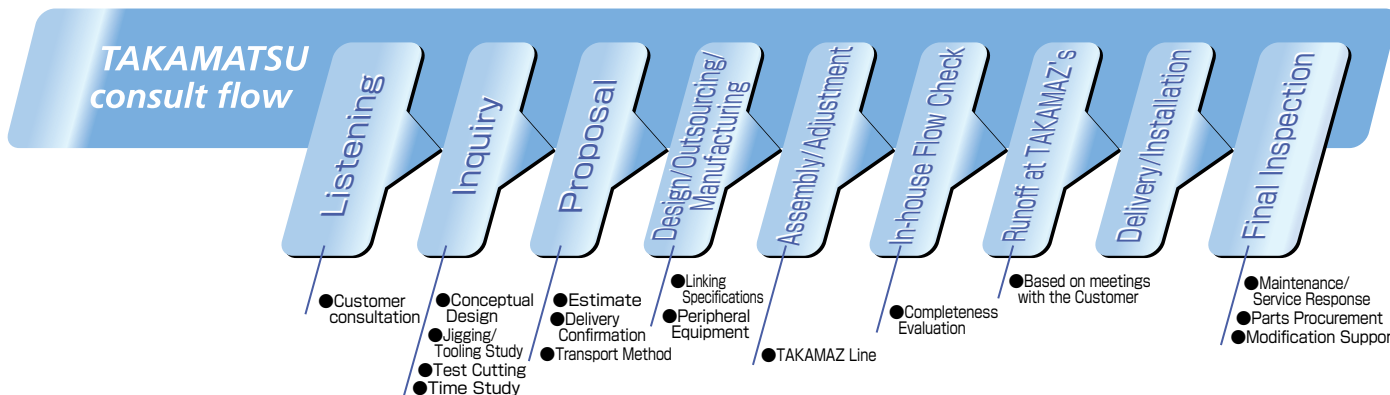 TAKAMATSU
consult flow
Listening
Inquiry
Proposal
Design/Outsourcing/
Manufacturing
Assembly/Adjustment
In-house Flow Check
Runoff at TAKAMAZ's
Delivery/Installation
Final Inspection
●Customer
consultation
●Conceptual
Design
●Jigging/
Tooling Study
●Test Cutting
●Time Study
●Estimate
●Delivery
Confirmation
●Transport Method
●Linking
Specifications
●Peripheral
Equipment
●TAKAMAZ Line
●Completeness
Evaluation
●Based on meetings
with the Customer
●Maintenance/
Service Response
●Parts Procurement
●Modification Support